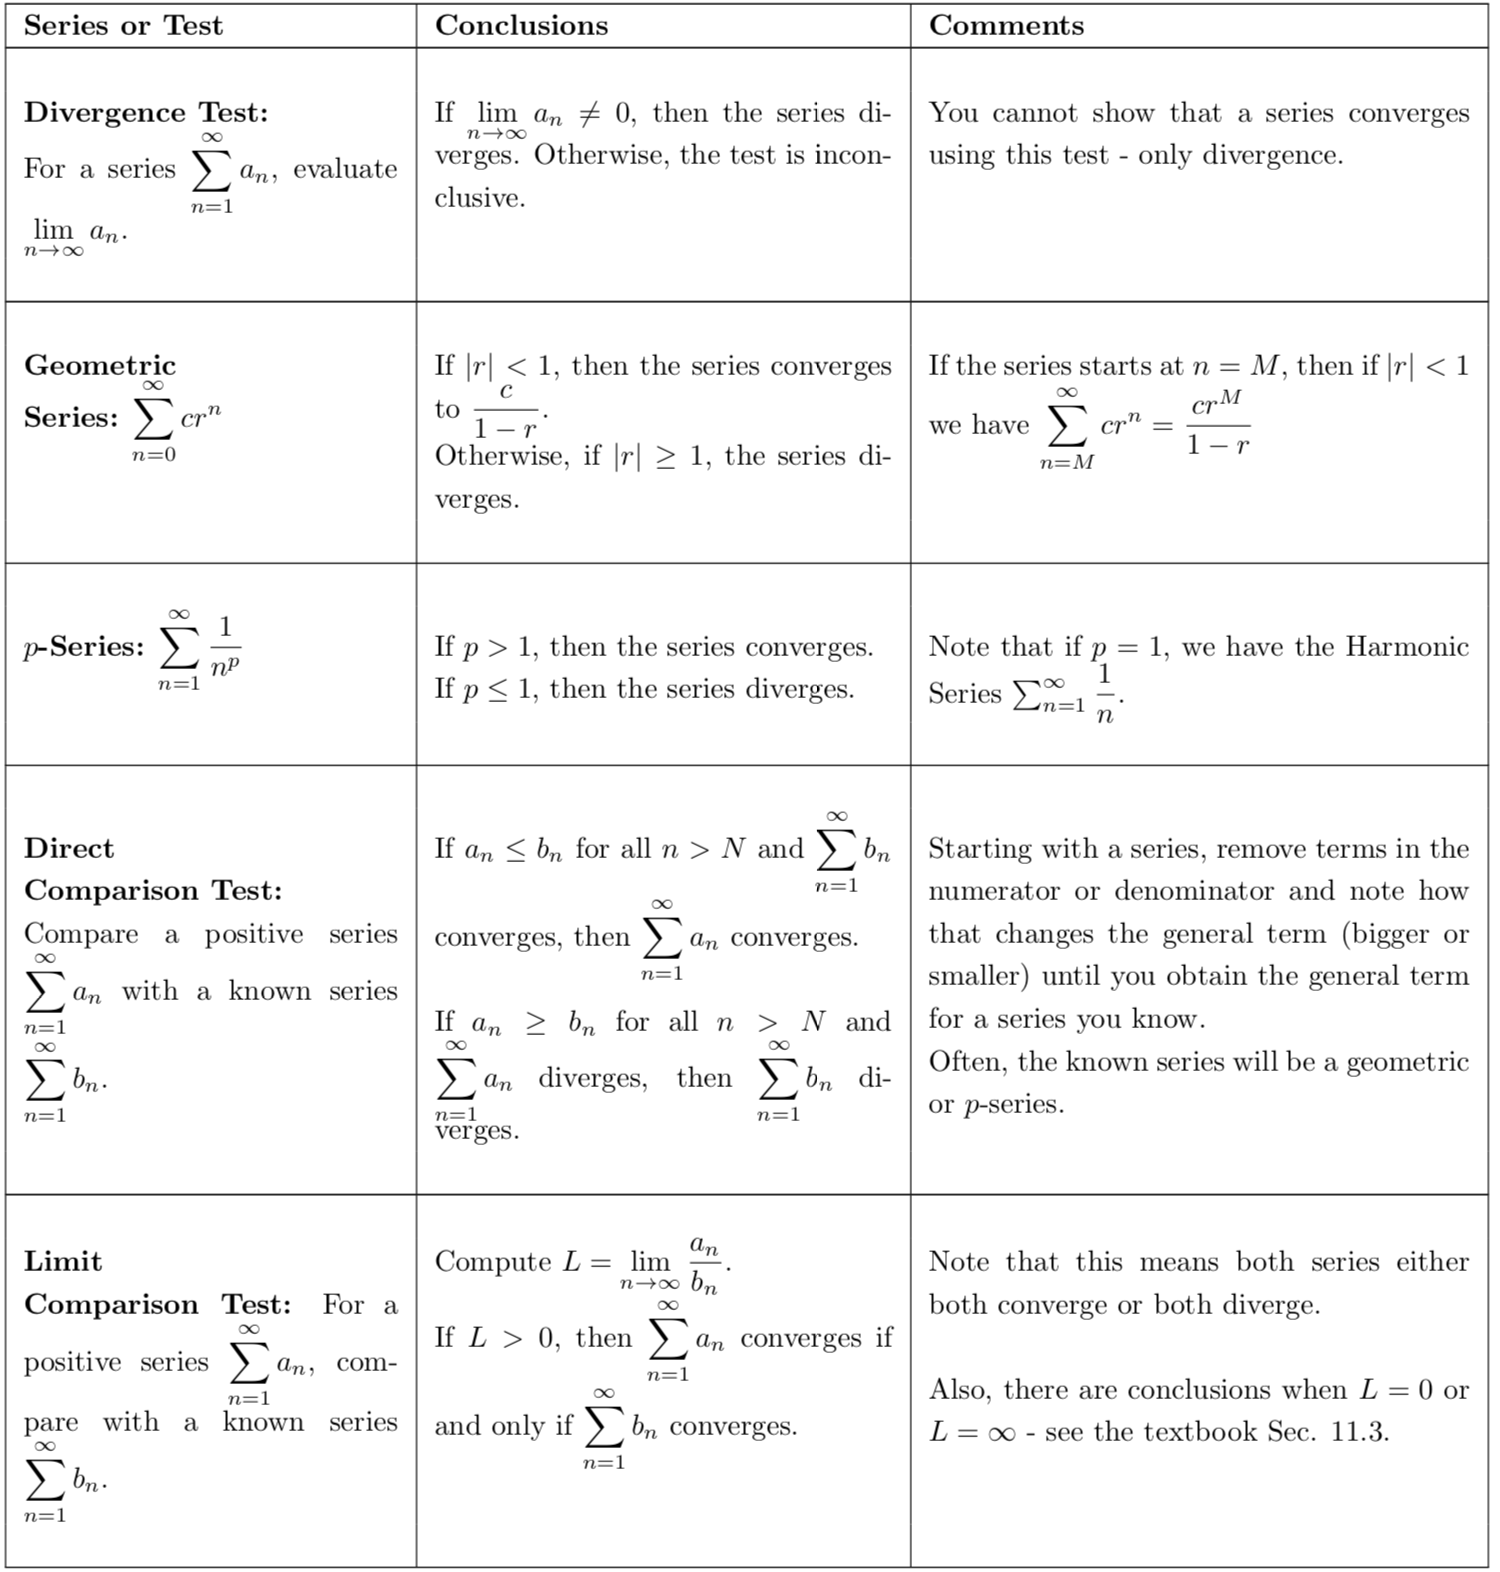 Series or Test | Conclusions | Comments
Divergence Test:
For a series $\sum_{n=1}^{\infty} a_n$, evaluate
$\lim_{n\to\infty} a_n$.
If $\lim_{n\to\infty} a_n \neq 0$, then the series di-
verges. Otherwise, the test is incon-
clusive.
You cannot show that a series converges
using this test - only divergence.
Geometric
Series: $\sum_{n=0}^{\infty} cr^n$
If $|r| < 1$, then the series converges
to $\frac{c}{1-r}$.
Otherwise, if $|r| \geq 1$, the series di-
verges.
If the series starts at $n = M$, then if $|r| < 1$
we have $\sum_{n=M}^{\infty} cr^n = \frac{cr^M}{1-r}$
$p$-Series: $\sum_{n=1}^{\infty} \frac{1}{n^p}$
If $p > 1$, then the series converges.
If $p \leq 1$, then the series diverges.
Note that if $p = 1$, we have the Harmonic
Series $\sum_{n=1}^{\infty} \frac{1}{n}$.
Direct
Comparison Test:
Compare a positive series
$\sum_{n=1}^{\infty} a_n$ with a known series
$\sum_{n=1}^{\infty} b_n$.
If $a_n \leq b_n$ for all $n > N$ and $\sum_{n=1}^{\infty} b_n$
converges, then $\sum_{n=1}^{\infty} a_n$ converges.
If $a_n \geq b_n$ for all $n > N$ and
$\sum_{n=1}^{\infty} a_n$ diverges, then $\sum_{n=1}^{\infty} b_n$ di-
verges.
Starting with a series, remove terms in the
numerator or denominator and note how
that changes the general term (bigger or
smaller) until you obtain the general term
for a series you know.
Often, the known series will be a geometric
or $p$-series.
Limit
Comparison Test: For a
positive series $\sum_{n=1}^{\infty} a_n$, com-
pare with a known series
$\sum_{n=1}^{\infty} b_n$.
Compute $L = \lim_{n\to\infty} \frac{a_n}{b_n}$.
If $L > 0$, then $\sum_{n=1}^{\infty} a_n$ converges if
and only if $\sum_{n=1}^{\infty} b_n$ converges.
Note that this means both series either
both converge or both diverge.
Also, there are conclusions when $L = 0$ or
$L = \infty$ - see the textbook Sec. 11.3.